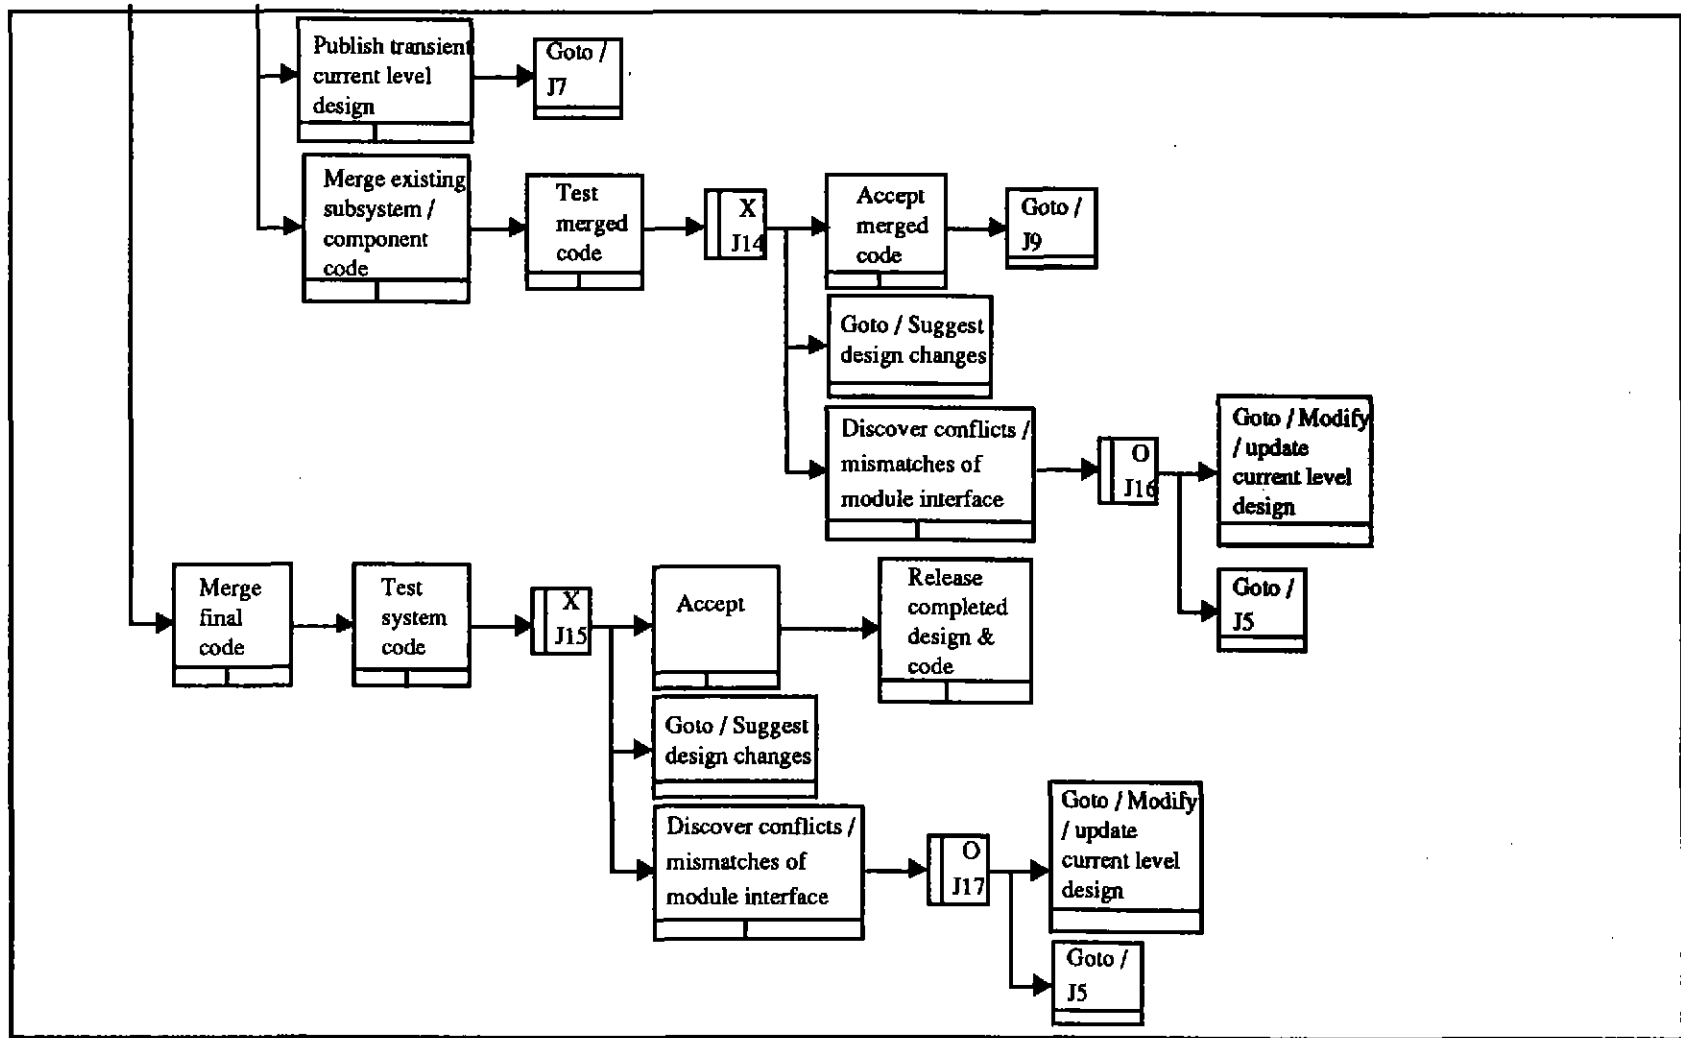 Publish transient
current level
design
Goto /
J7
Merge existing
subsystem /
component
code
Test
merged
code
X
J14
Accept
merged
code
Goto /
J9
Goto / Suggest
design changes
Discover conflicts /
mismatches of
module interface
O
J16
Goto / Modify
/ update
current level
design
Goto /
J5
Merge
final
code
Test
system
code
X
J15
Accept
Release
completed
design &
code
Goto / Suggest
design changes
Discover conflicts /
mismatches of
module interface
O
J17
Goto / Modify
/ update
current level
design
Goto /
J5